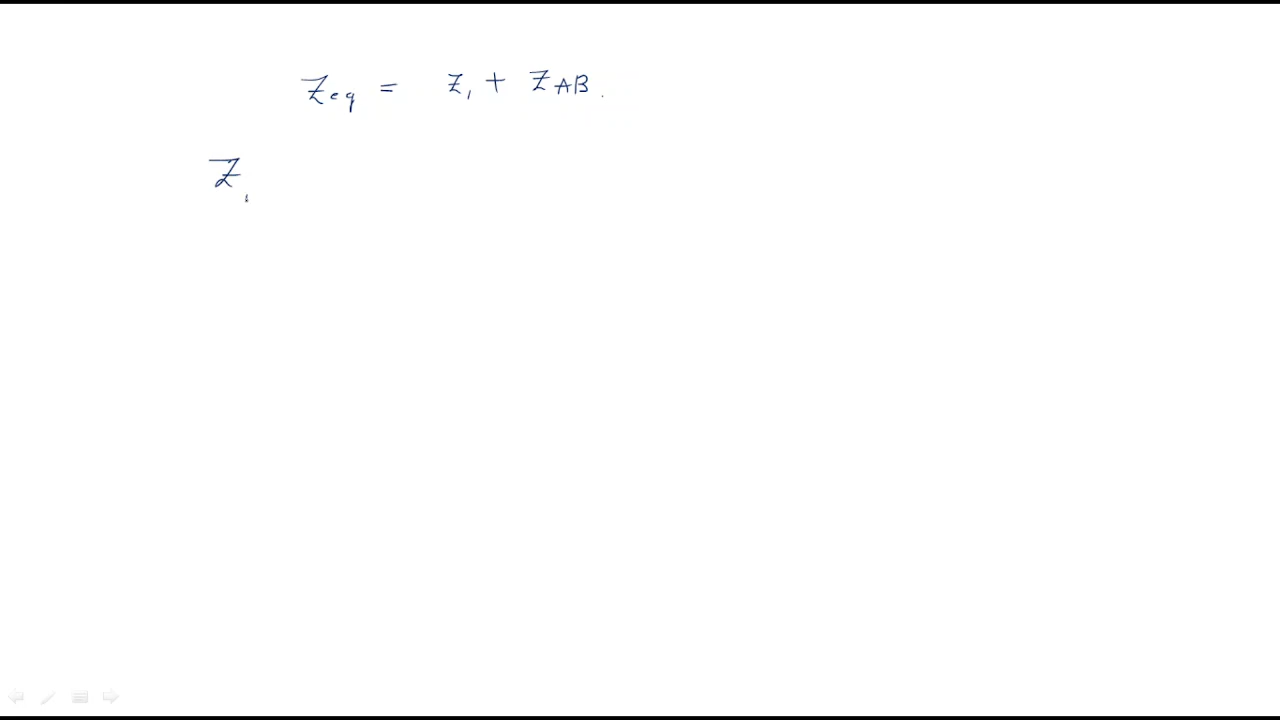 Zeq = Z1 + ZAB.
Z